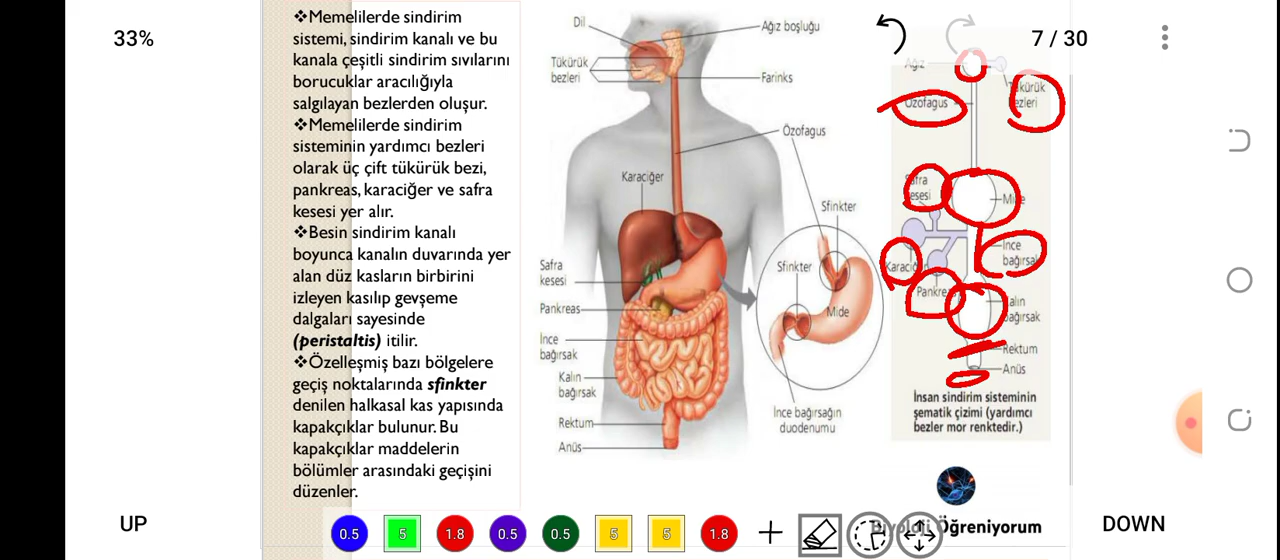 33%
7 / 30
❖Memelilerde sindirim
sistemi, sindirim kanalı ve bu
kanala çeşitli sindirim sıvılarını
borucuklar aracılığıyla
salgılayan bezlerden oluşur.
❖Memelilerde sindirim
sisteminin yardımcı bezleri
olarak üç çift tükürük bezi,
pankreas, karaciğer ve safra
kesesi yer alır.
❖Besin sindirim kanalı
boyunca kanalın duvarında yer
alan düz kasların birbirini
izleyen kasılıp gevşeme
dalgaları sayesinde
(peristaltis) itilir.
❖Özelleşmiş bazı bölgelere
geçiş noktalarında sfinkter
denilen halkasal kas yapısında
kapakçıklar bulunur. Bu
kapakçıklar maddelerin
bölümler arasındaki geçişini
düzenler.
Dil
Ağız boşluğu
Tükürük
bezleri
Farinks
Özofagus
Karaciğer
Sfinkter
Sfinkter
Safra
kesesi
Pankreas
Mide
İnce
bağırsak
Kalın
bağırsak
İnce bağırsağın
duodenumu
Rektum
Anüs
Ağız
Tükürük
bezleri
Özofagus
Safra
kesesi
Mide
İnce
bağırsak
Karaciğer
Pankreas
Kalın
bağırsak
Rektum
Anüs
İnsan sindirim sisteminin
şematik çizimi (yardımcı
bezler mor renktedir.)
Biyoloji Öğreniyorum
UP
DOWN
0.5
5
1.8
0.5
0.5
5
5
1.8